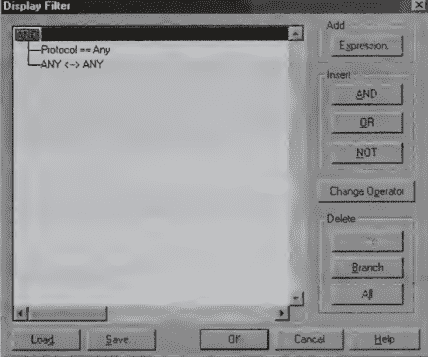 Display Filter
AND
Protocol == Any
ANY <-> ANY
Add
Expression.
Insert
AND
OR
NOT
Change Operator
Delete
Branch
All
Load.
Save.
OK
Cancel
Help